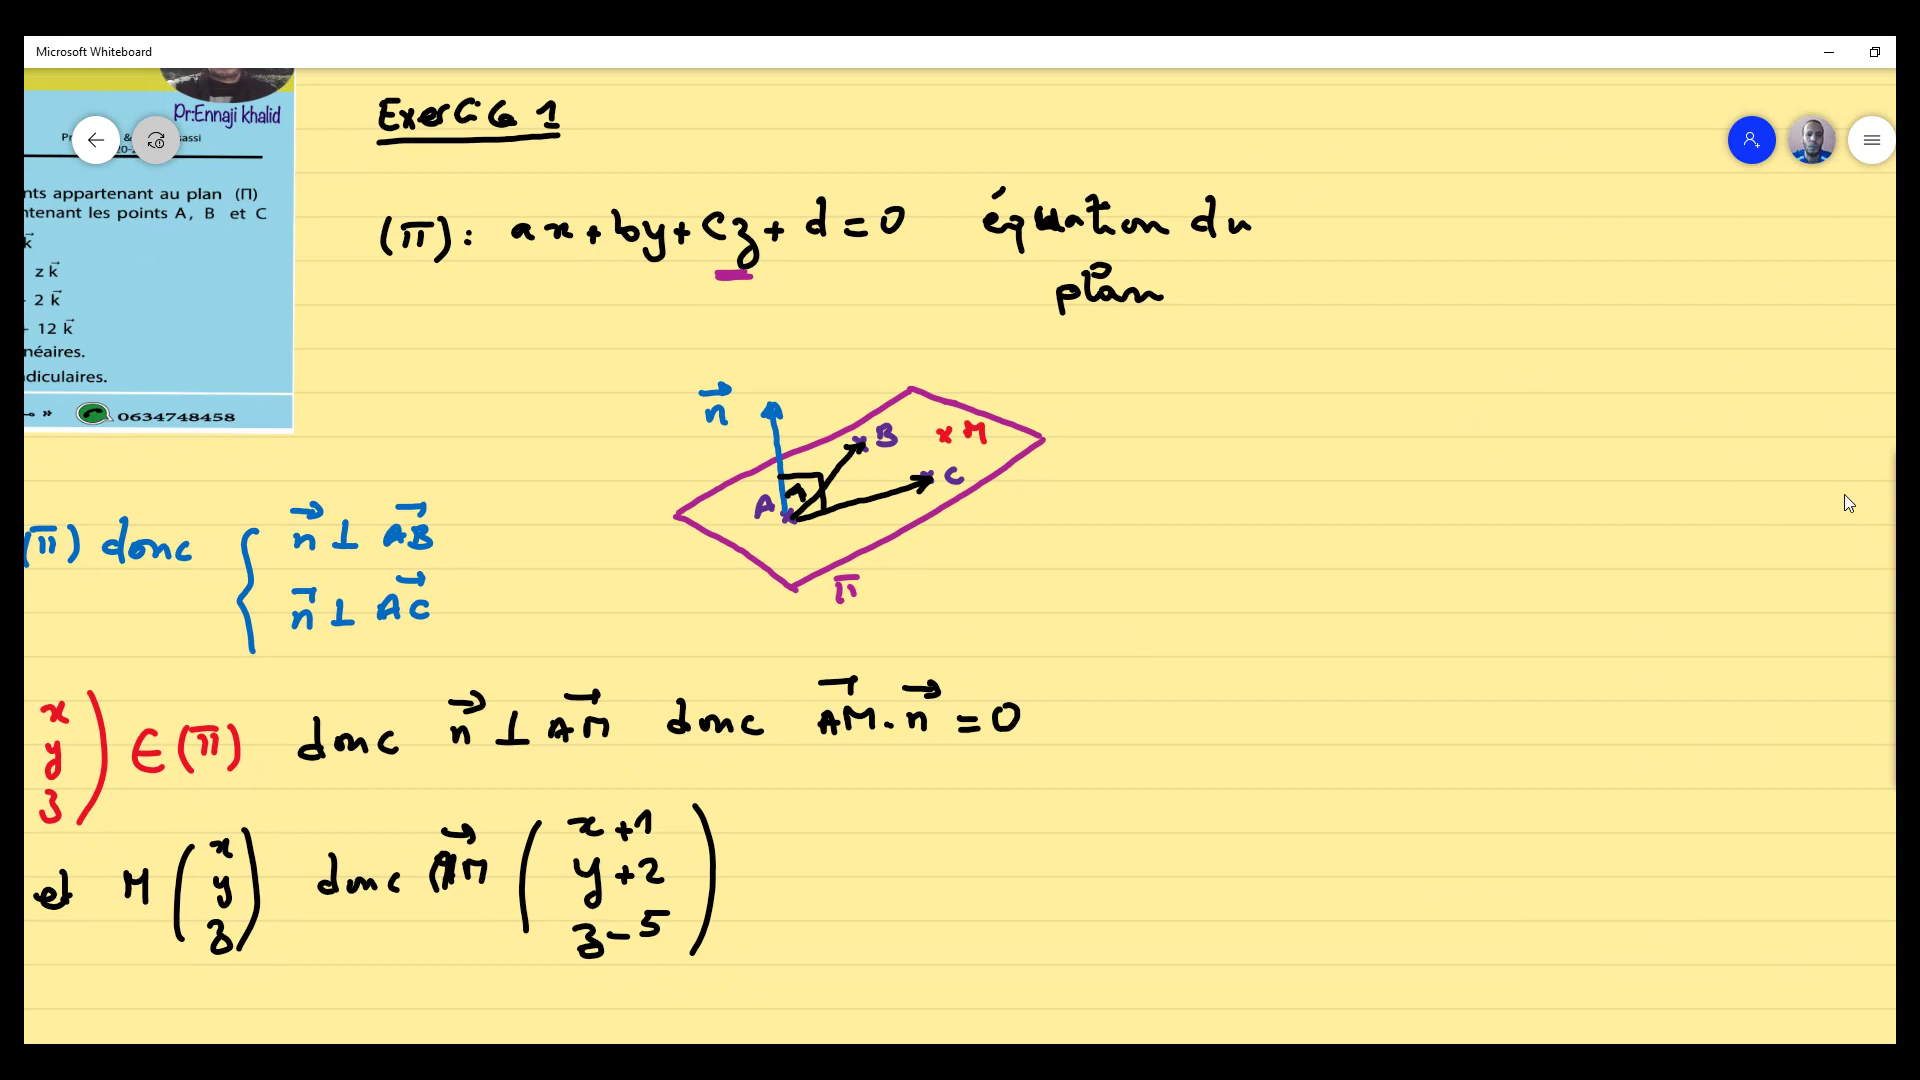 Microsoft Whiteboard
Pr:Ennaji khalid
nts appartenant au plan (Π)
ntenant les points A, B et C
k⃗
z k⃗
- 2 k⃗
- 12 k⃗
néaires.
diculaires.
0634748458
Exercice 1
(π): ax+by+cz+d=0 équation du
plan
n⃗
B
x M
C
A
π
(π) donc { n⃗ ⊥ AB⃗
n⃗ ⊥ AC⃗
x
y
z ) ∈ (π) donc n⃗ ⊥ AM⃗ donc AM⃗ . n⃗ = 0
et M ( x y z ) donc AM⃗ ( x+1
y+2
z-5 )